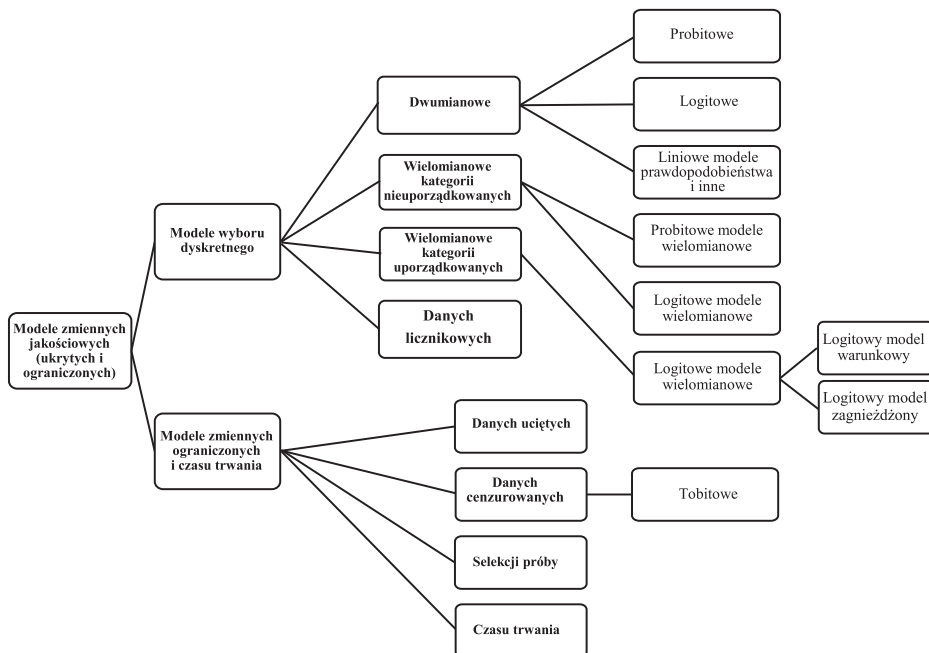 Modele zmiennych
jakościowych
(ukrytych i
ograniczonych)
Modele wyboru
dyskretnego
Dwumianowe
Probitowe
Logitowe
Liniowe modele
prawdopodobieństwa
i inne
Wielomianowe
kategorii
nieuporządkowanych
Probitowe modele
wielomianowe
Logitowe modele
wielomianowe
Wielomianowe
kategorii
uporządkowanych
Logitowe modele
wielomianowe
Logitowy model
warunkowy
Logitowy model
zagnieżdżony
Danych
licznikowych
Modele zmiennych
ograniczonych
i czasu trwania
Danych uciętych
Danych
cenzurowanych
Tobitowe
Selekcji próby
Czasu trwania